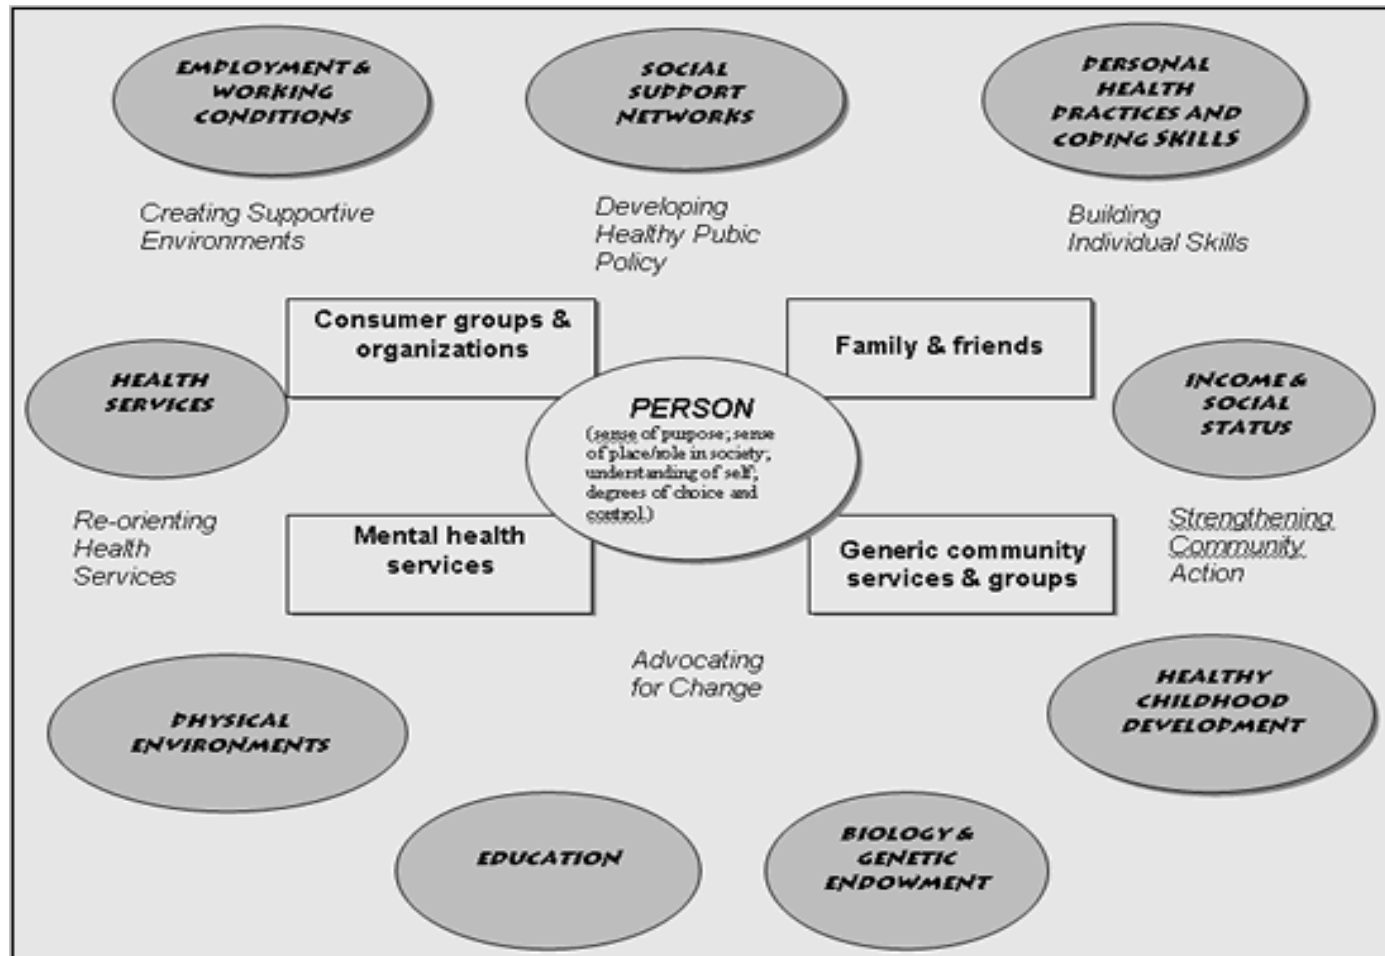 EMPLOYMENT &
WORKING
CONDITIONS
SOCIAL
SUPPORT
NETWORKS
PERSONAL
HEALTH
PRACTICES AND
COPING SKILLS
Creating Supportive
Environments
Developing
Healthy Pubic
Policy
Building
Individual Skills
Consumer groups &
organizations
Family & friends
HEALTH
SERVICES
PERSON
(sense of purpose; sense
of place/role in society;
understanding of self;
degrees of choice and
control.)
INCOME &
SOCIAL
STATUS
Re-orienting
Health
Services
Mental health
services
Generic community
services & groups
Strengthening
Community
Action
Advocating
for Change
PHYSICAL
ENVIRONMENTS
HEALTHY
CHILDHOOD
DEVELOPMENT
EDUCATION
BIOLOGY &
GENETIC
ENDOWMENT